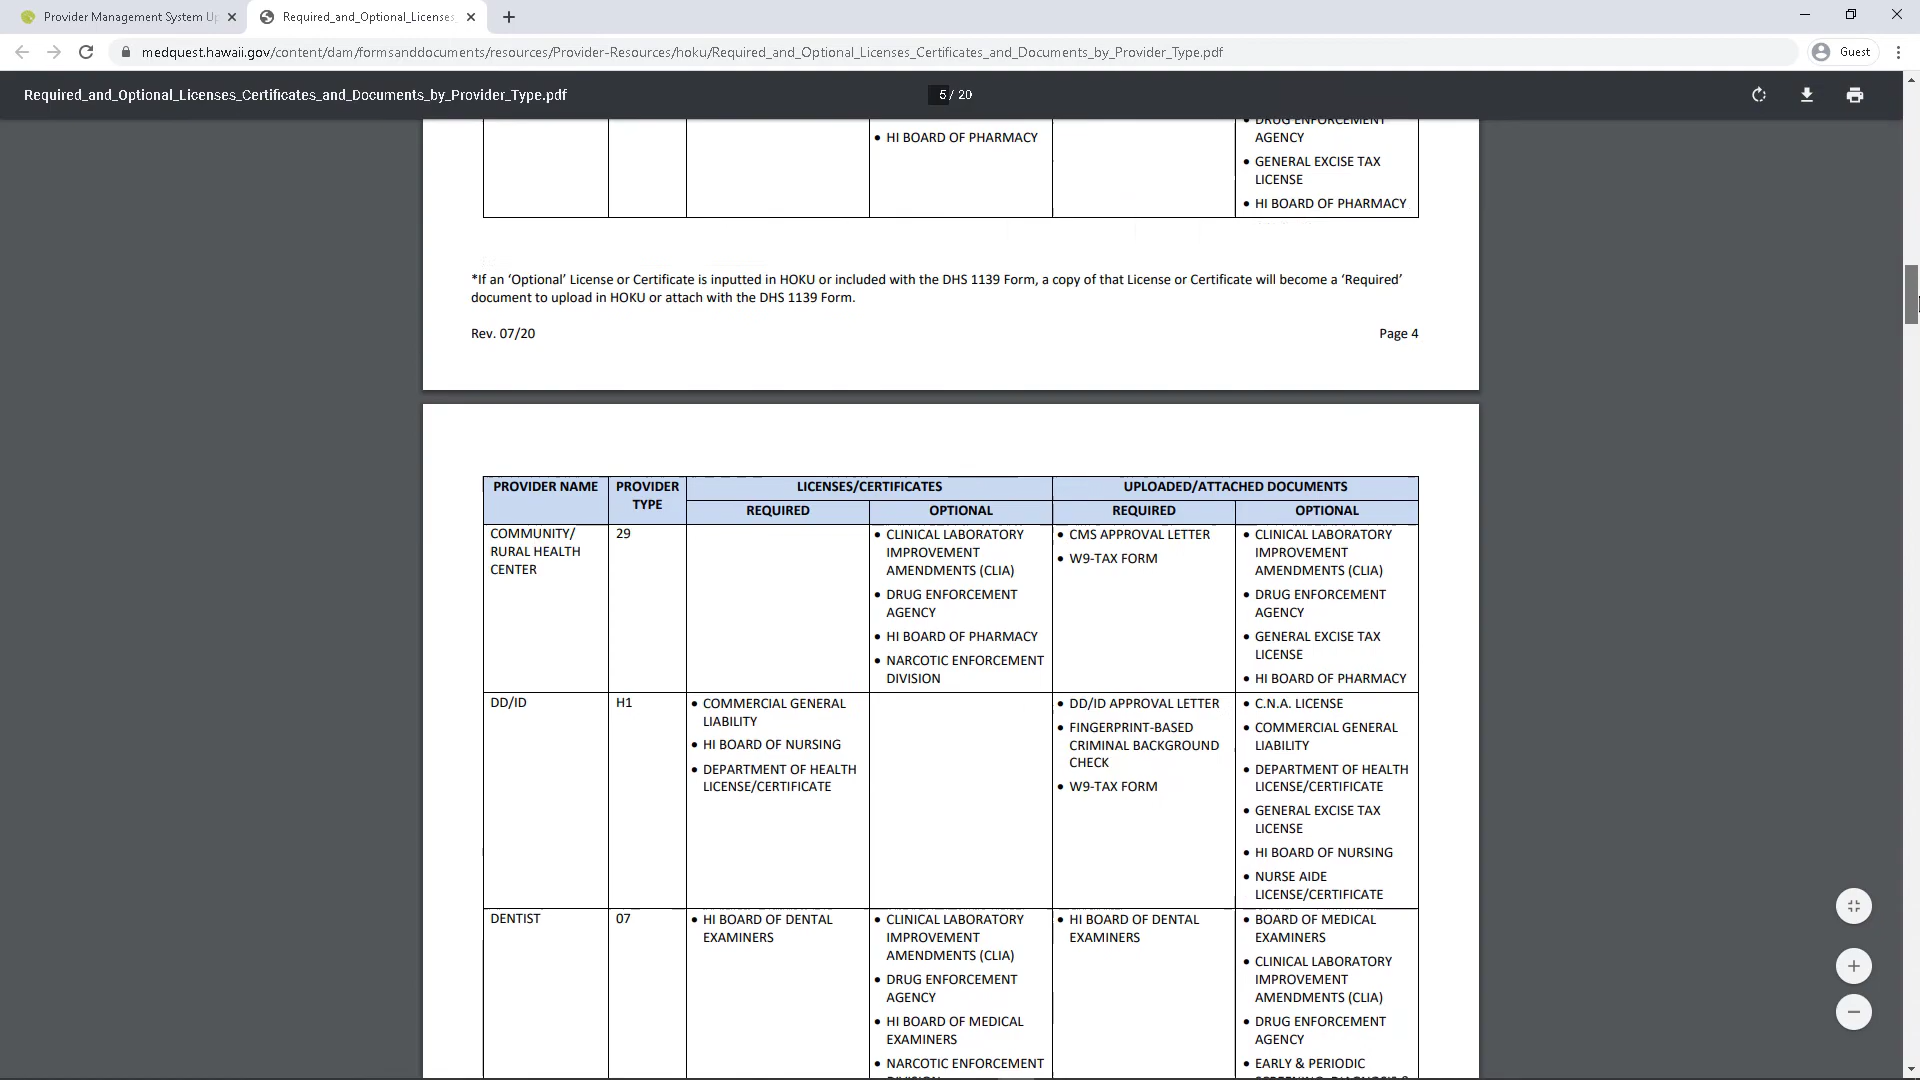 Provider Management System Up
Required_and_Optional_Licenses_
medquest.hawaii.gov/content/dam/formsanddocuments/resources/Provider-Resources/hoku/Required_and_Optional_Licenses_Certificates_and_Documents_by_Provider_Type.pdf
Guest
Required_and_Optional_Licenses_Certificates_and_Documents_by_Provider_Type.pdf
5 / 20
• HI BOARD OF PHARMACY
• DRUG ENFORCEMENT
AGENCY
• GENERAL EXCISE TAX
LICENSE
• HI BOARD OF PHARMACY
*If an ‘Optional’ License or Certificate is inputted in HOKU or included with the DHS 1139 Form, a copy of that License or Certificate will become a ‘Required’
document to upload in HOKU or attach with the DHS 1139 Form.
Rev. 07/20
Page 4
PROVIDER NAME
PROVIDER
TYPE
LICENSES/CERTIFICATES
UPLOADED/ATTACHED DOCUMENTS
REQUIRED
OPTIONAL
REQUIRED
OPTIONAL
COMMUNITY/
RURAL HEALTH
CENTER
29
• CLINICAL LABORATORY
IMPROVEMENT
AMENDMENTS (CLIA)
• DRUG ENFORCEMENT
AGENCY
• HI BOARD OF PHARMACY
• NARCOTIC ENFORCEMENT
DIVISION
• CMS APPROVAL LETTER
• W9-TAX FORM
• CLINICAL LABORATORY
IMPROVEMENT
AMENDMENTS (CLIA)
• DRUG ENFORCEMENT
AGENCY
• GENERAL EXCISE TAX
LICENSE
• HI BOARD OF PHARMACY
DD/ID
H1
• COMMERCIAL GENERAL
LIABILITY
• HI BOARD OF NURSING
• DEPARTMENT OF HEALTH
LICENSE/CERTIFICATE
• DD/ID APPROVAL LETTER
• FINGERPRINT-BASED
CRIMINAL BACKGROUND
CHECK
• W9-TAX FORM
• C.N.A. LICENSE
• COMMERCIAL GENERAL
LIABILITY
• DEPARTMENT OF HEALTH
LICENSE/CERTIFICATE
• GENERAL EXCISE TAX
LICENSE
• HI BOARD OF NURSING
• NURSE AIDE
LICENSE/CERTIFICATE
DENTIST
07
• HI BOARD OF DENTAL
EXAMINERS
• CLINICAL LABORATORY
IMPROVEMENT
AMENDMENTS (CLIA)
• DRUG ENFORCEMENT
AGENCY
• HI BOARD OF MEDICAL
EXAMINERS
• NARCOTIC ENFORCEMENT
• HI BOARD OF DENTAL
EXAMINERS
• BOARD OF MEDICAL
EXAMINERS
• CLINICAL LABORATORY
IMPROVEMENT
AMENDMENTS (CLIA)
• DRUG ENFORCEMENT
AGENCY
• EARLY & PERIODIC